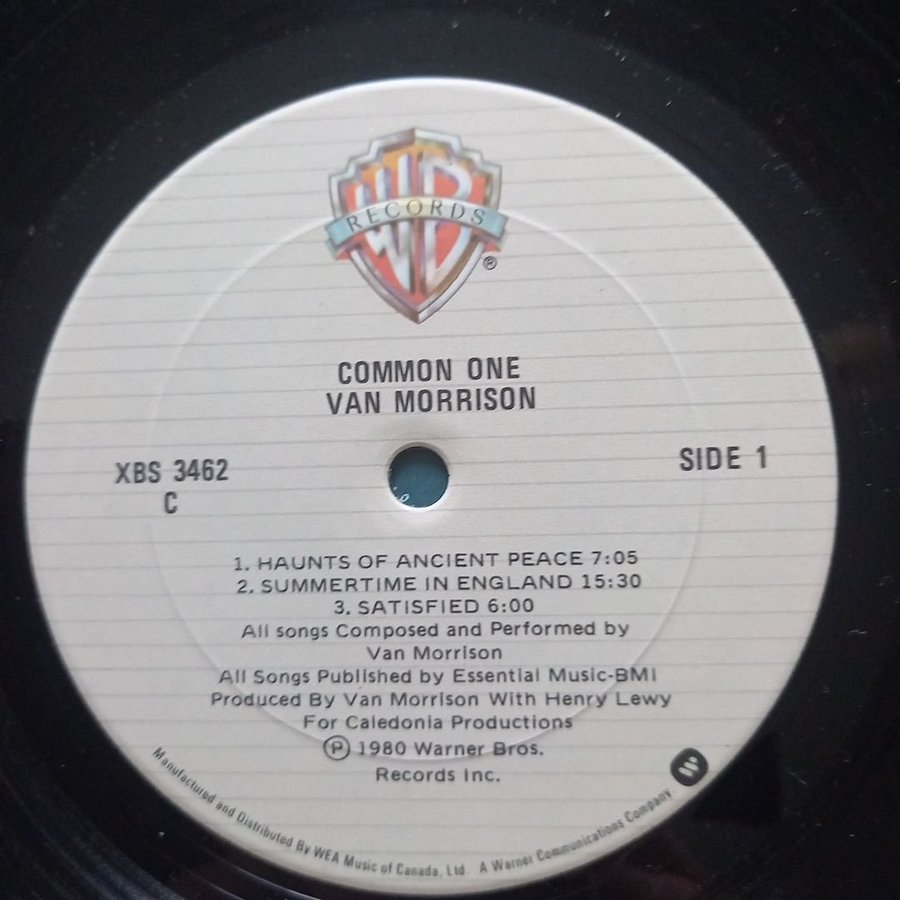 WB
RECORDS
®
COMMON ONE
VAN MORRISON
XBS 3462
C
SIDE 1
1. HAUNTS OF ANCIENT PEACE 7:05
2. SUMMERTIME IN ENGLAND 15:30
3. SATISFIED 6:00
All songs Composed and Performed by
Van Morrison
All Songs Published by Essential Music-BMI
Produced By Van Morrison With Henry Lewy
For Caledonia Productions
Ⓟ 1980 Warner Bros.
Records Inc.
Manufactured and Distributed By WEA Music of Canada, Ltd. A Warner Communications Company.